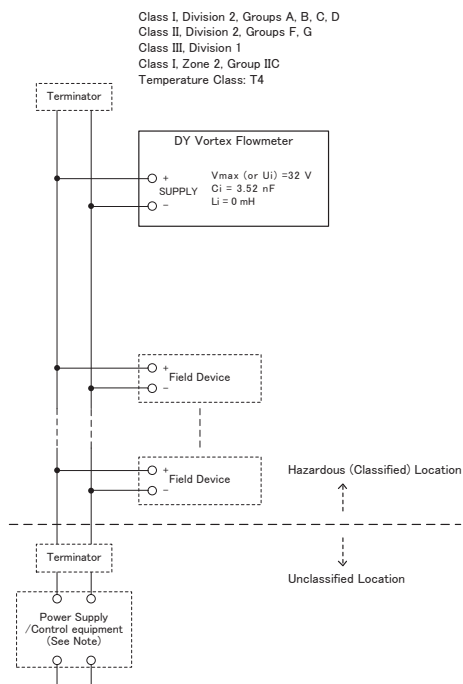 Class I, Division 2, Groups A, B, C, D
Class II, Division 2, Groups F, G
Class III, Division 1
Class I, Zone 2, Group IIC
Temperature Class: T4
Terminator
DY Vortex Flowmeter
+
SUPPLY
−
Vmax (or Ui) =32 V
Ci = 3.52 nF
Li = 0 mH
+
Field Device
−
+
Field Device
−
Hazardous (Classified) Location
Terminator
Unclassified Location
Power Supply
/Control equipment
(See Note)